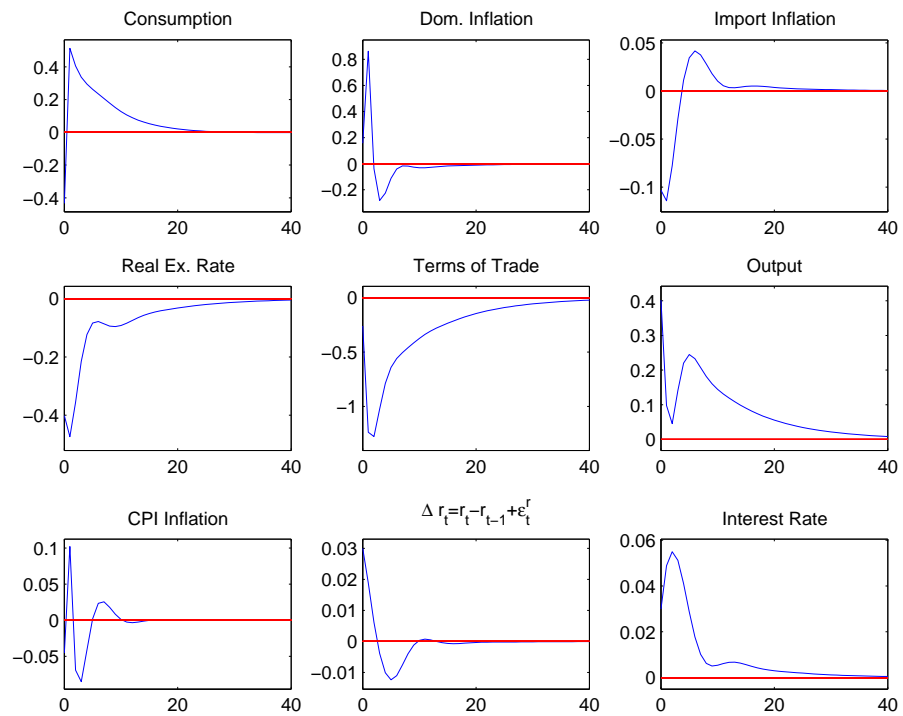 Consumption
Dom. Inflation
Import Inflation
0.4
0.2
0
−0.2
−0.4
0 20 40
0.8
0.6
0.4
0.2
0
−0.2
0 20 40
0.05
0
−0.05
−0.1
0 20 40
Real Ex. Rate
Terms of Trade
Output
0
−0.2
−0.4
0 20 40
0
−0.5
−1
0 20 40
0.4
0.3
0.2
0.1
0
0 20 40
CPI Inflation
Δ r_t=r_t−r_{t−1}+ε_t^r
Interest Rate
0.1
0.05
0
−0.05
0 20 40
0.03
0.02
0.01
0
−0.01
0 20 40
0.06
0.04
0.02
0
0 20 40